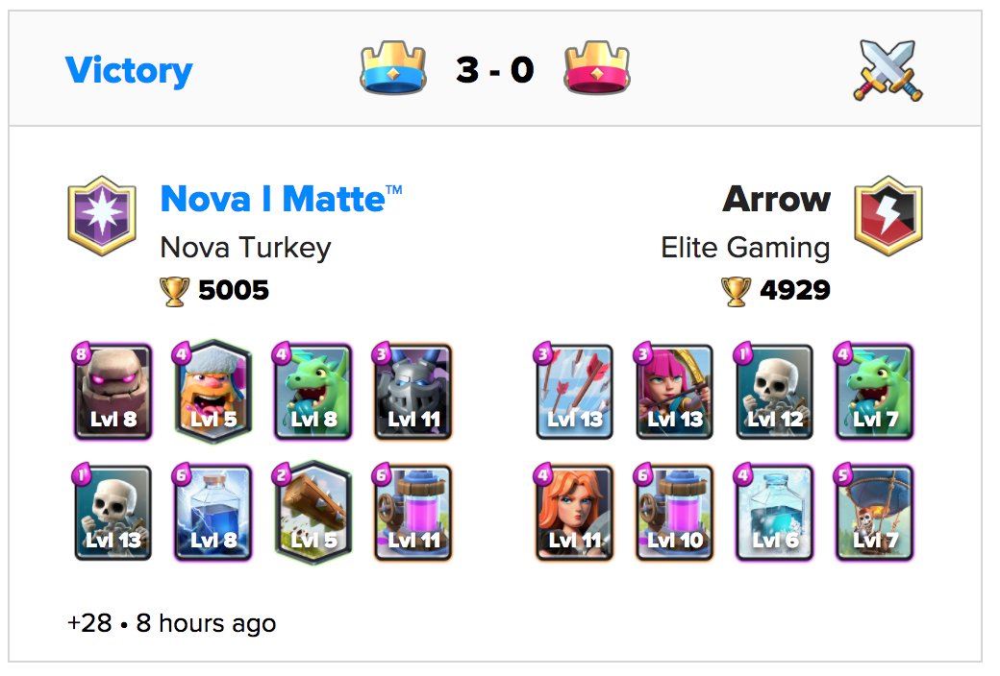 Victory 3 - 0
Nova I Matte™ Arrow
Nova Turkey Elite Gaming
5005 4929
8 4 4 3 3 3 1 4
Lvl 8 Lvl 5 Lvl 8 Lvl 11 Lvl 13 Lvl 13 Lvl 12 Lvl 7
1 6 2 6 4 6 4 5
Lvl 13 Lvl 8 Lvl 5 Lvl 11 Lvl 11 Lvl 10 Lvl 6 Lvl 7
+28 • 8 hours ago